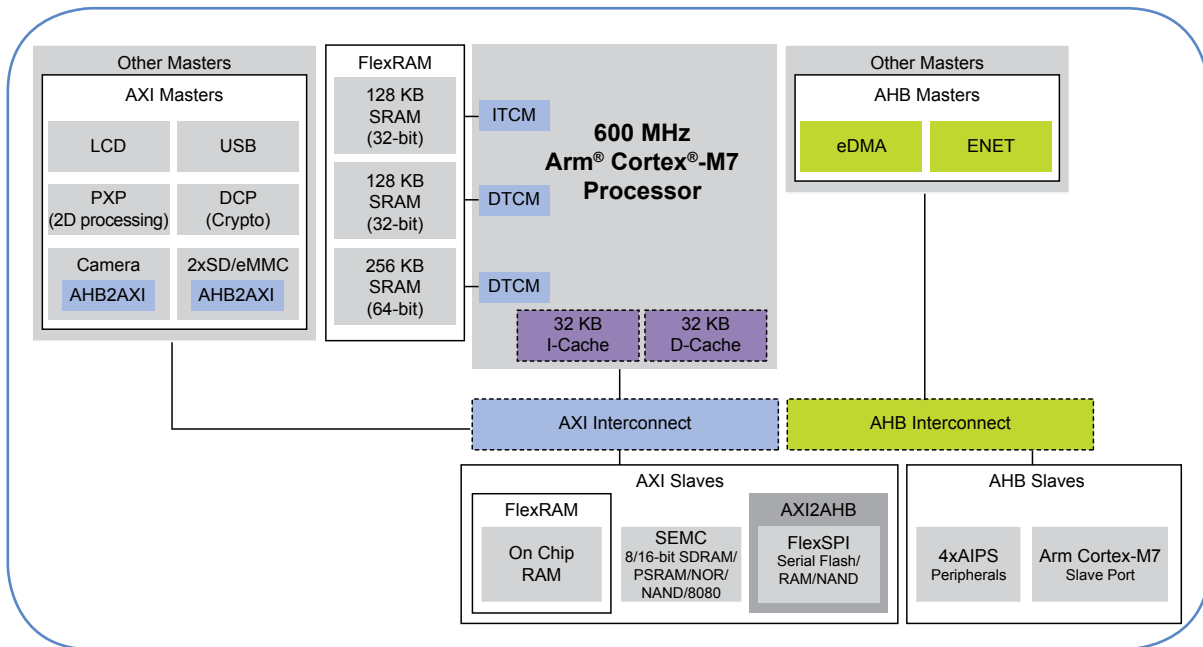 Other Masters
AXI Masters
LCD
USB
PXP
(2D processing)
DCP
(Crypto)
Camera
AHB2AXI
2xSD/eMMC
AHB2AXI
FlexRAM
128 KB
SRAM
(32-bit)
128 KB
SRAM
(32-bit)
256 KB
SRAM
(64-bit)
ITCM
DTCM
DTCM
600 MHz
Arm® Cortex®-M7
Processor
32 KB
I-Cache
32 KB
D-Cache
Other Masters
AHB Masters
eDMA
ENET
AXI Interconnect
AHB Interconnect
AXI Slaves
FlexRAM
On Chip
RAM
SEMC
8/16-bit SDRAM/
PSRAM/NOR/
NAND/8080
AXI2AHB
FlexSPI
Serial Flash/
RAM/NAND
AHB Slaves
4xAIPS
Peripherals
Arm Cortex-M7
Slave Port